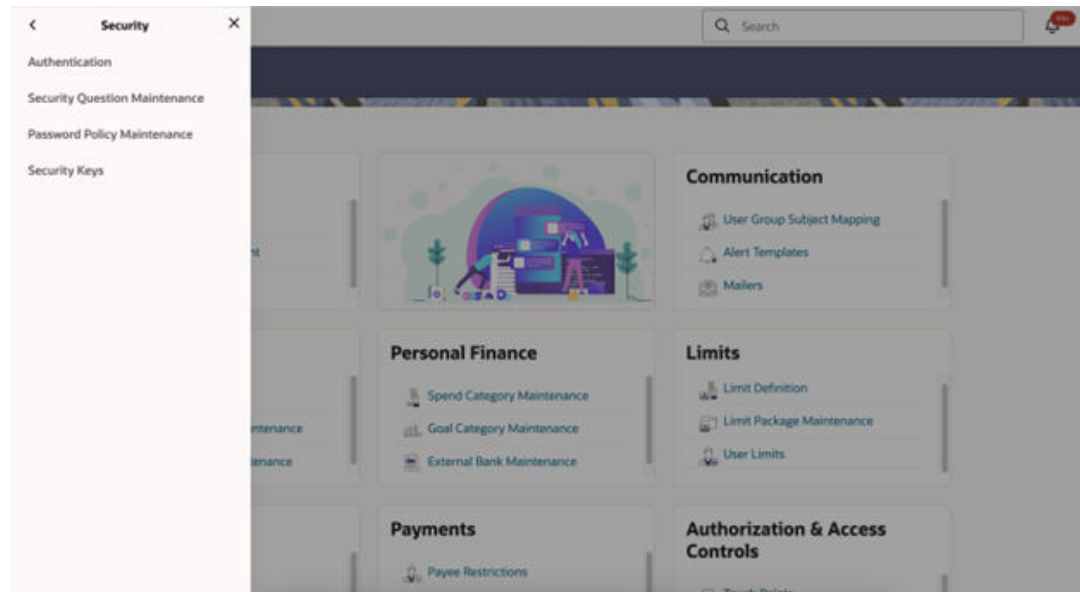 Security
Search
Authentication
Security Question Maintenance
Password Policy Maintenance
Security Keys
Communication
User Group Subject Mapping
Alert Templates
Mailers
Personal Finance
Spend Category Maintenance
Goal Category Maintenance
External Bank Maintenance
Limits
Limit Definition
Limit Package Maintenance
User Limits
Payments
Payee Restrictions
Authorization & Access
Controls